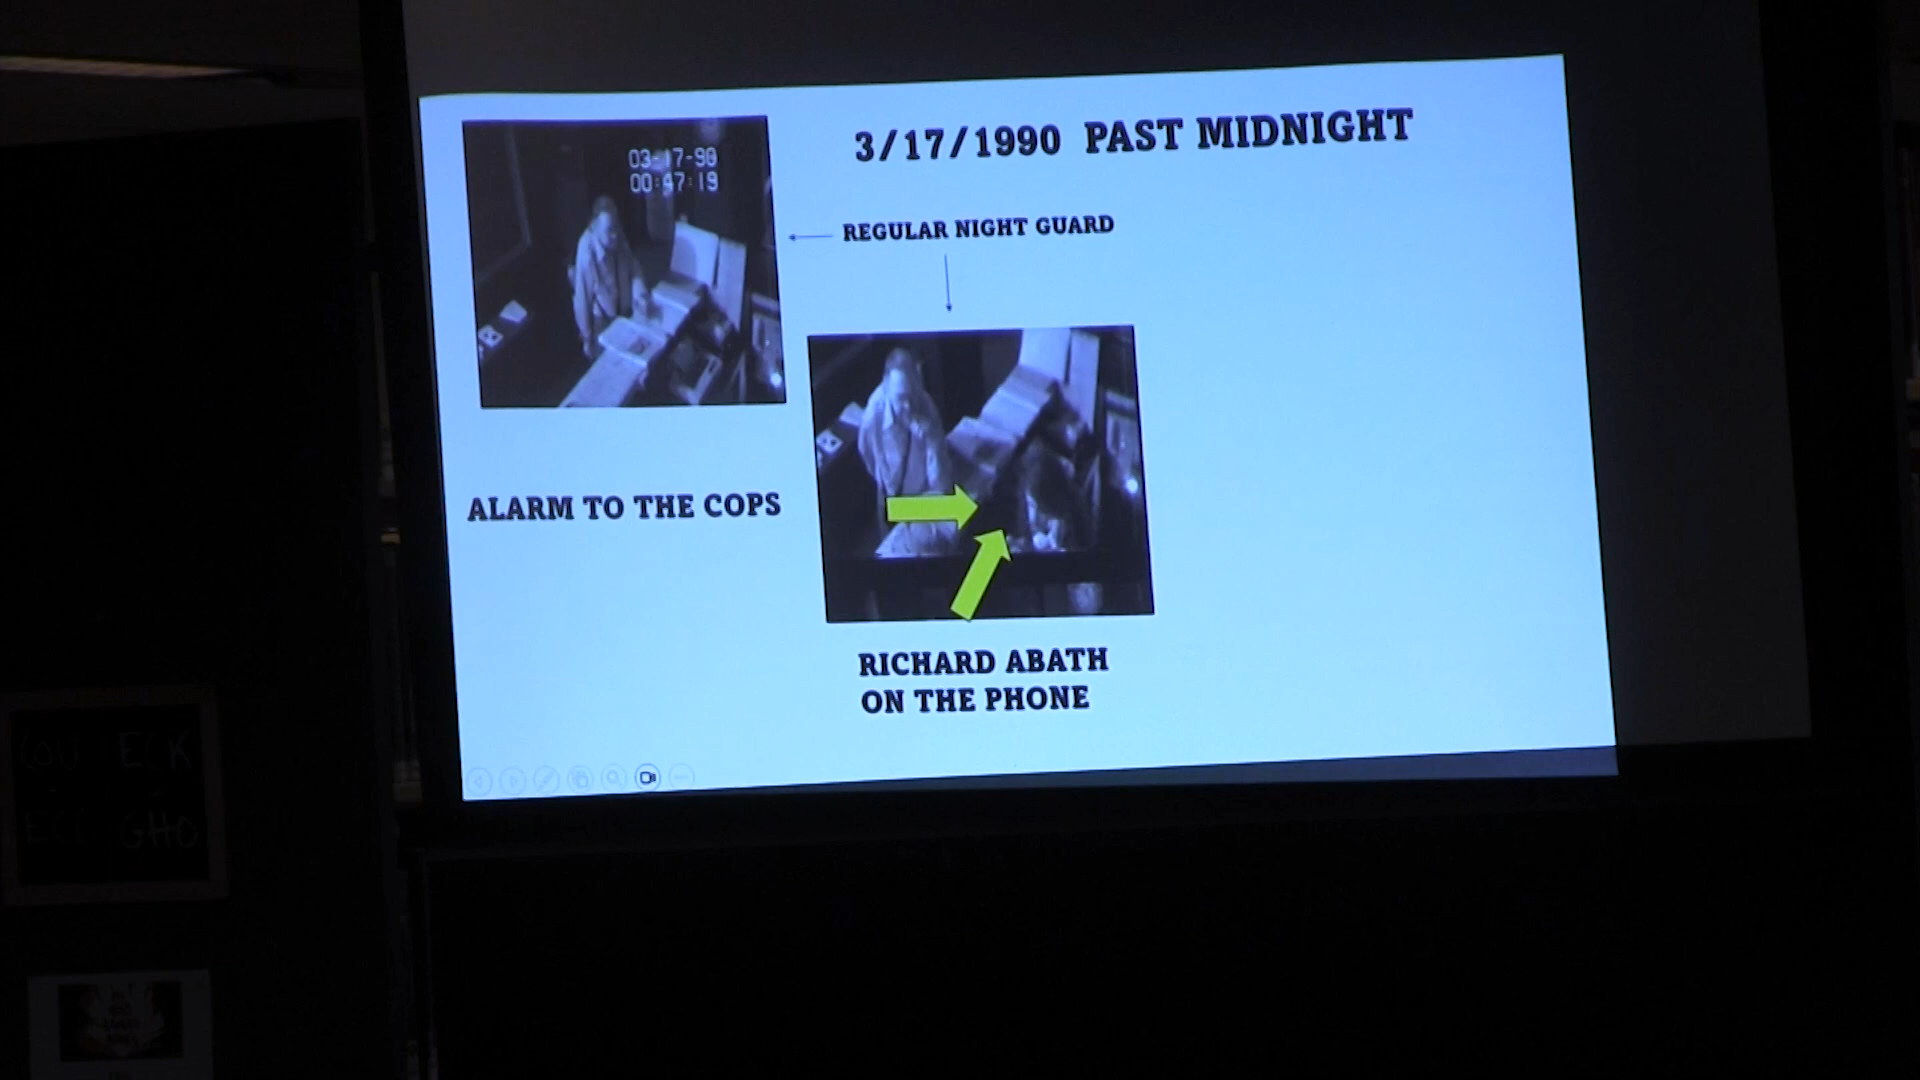 3/17/1990 PAST MIDNIGHT
03-17-90
00:47:19
REGULAR NIGHT GUARD
ALARM TO THE COPS
RICHARD ABATH
ON THE PHONE